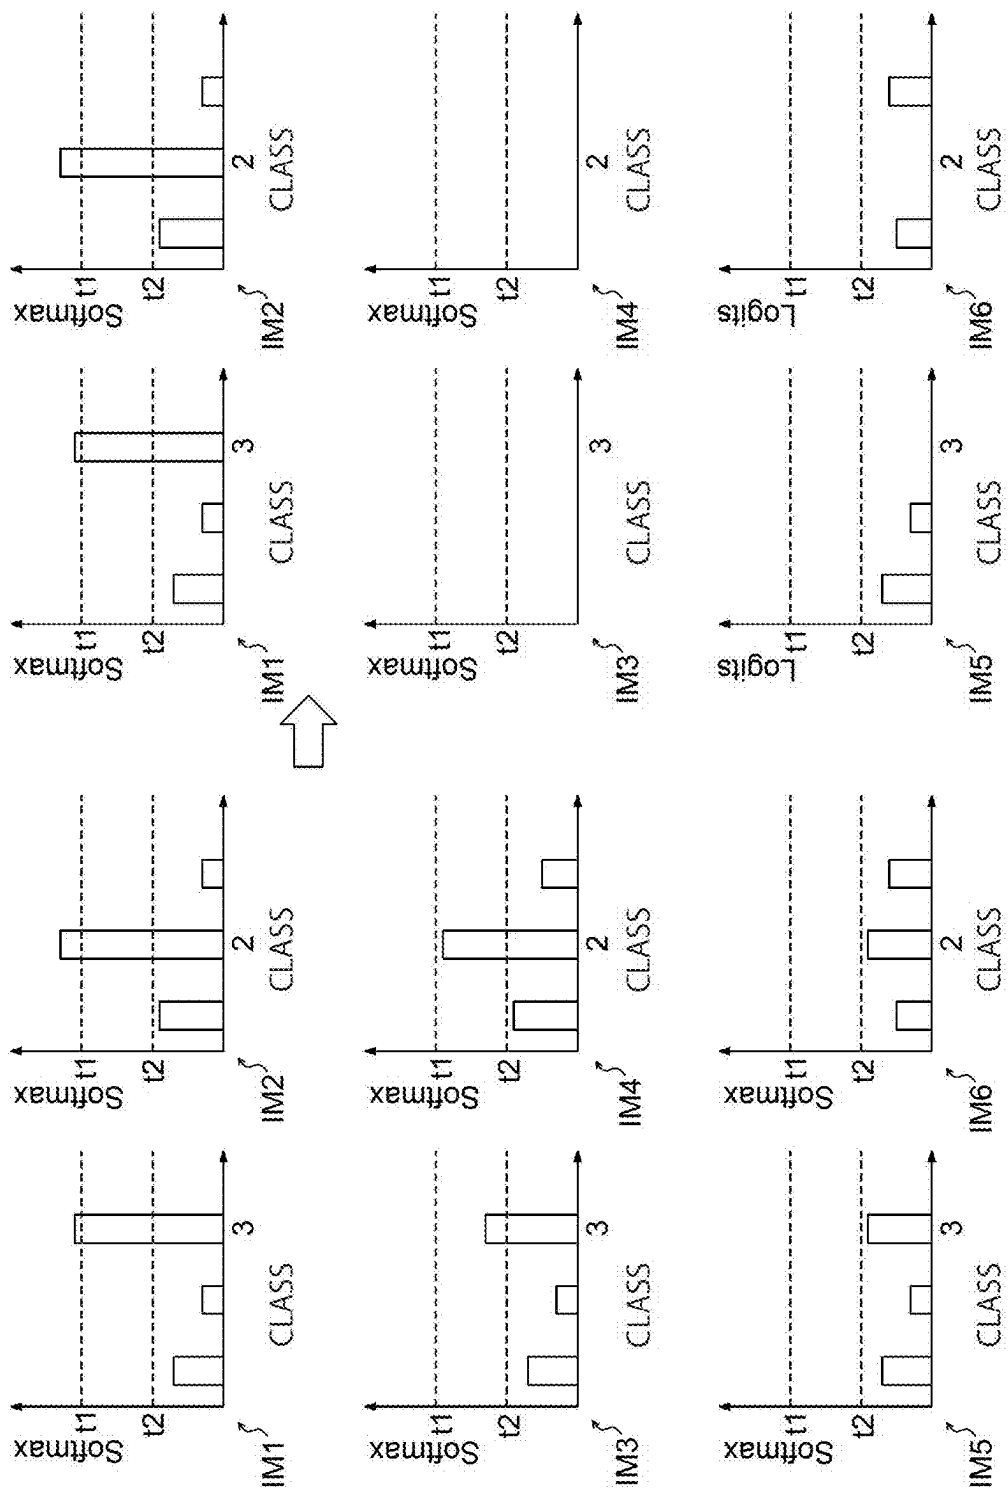 Softmax
t1
t2
3
CLASS
IM1
Softmax
t1
t2
2
CLASS
IM2
Softmax
t1
t2
3
CLASS
IM1
Softmax
t1
t2
2
CLASS
IM2
Softmax
t1
t2
3
CLASS
IM3
Softmax
t1
t2
2
CLASS
IM4
Softmax
t1
t2
3
CLASS
IM3
Softmax
t1
t2
2
CLASS
IM4
Softmax
t1
t2
3
CLASS
IM5
Softmax
t1
t2
2
CLASS
IM6
Logits
t1
t2
3
CLASS
IM5
Logits
t1
t2
2
CLASS
IM6